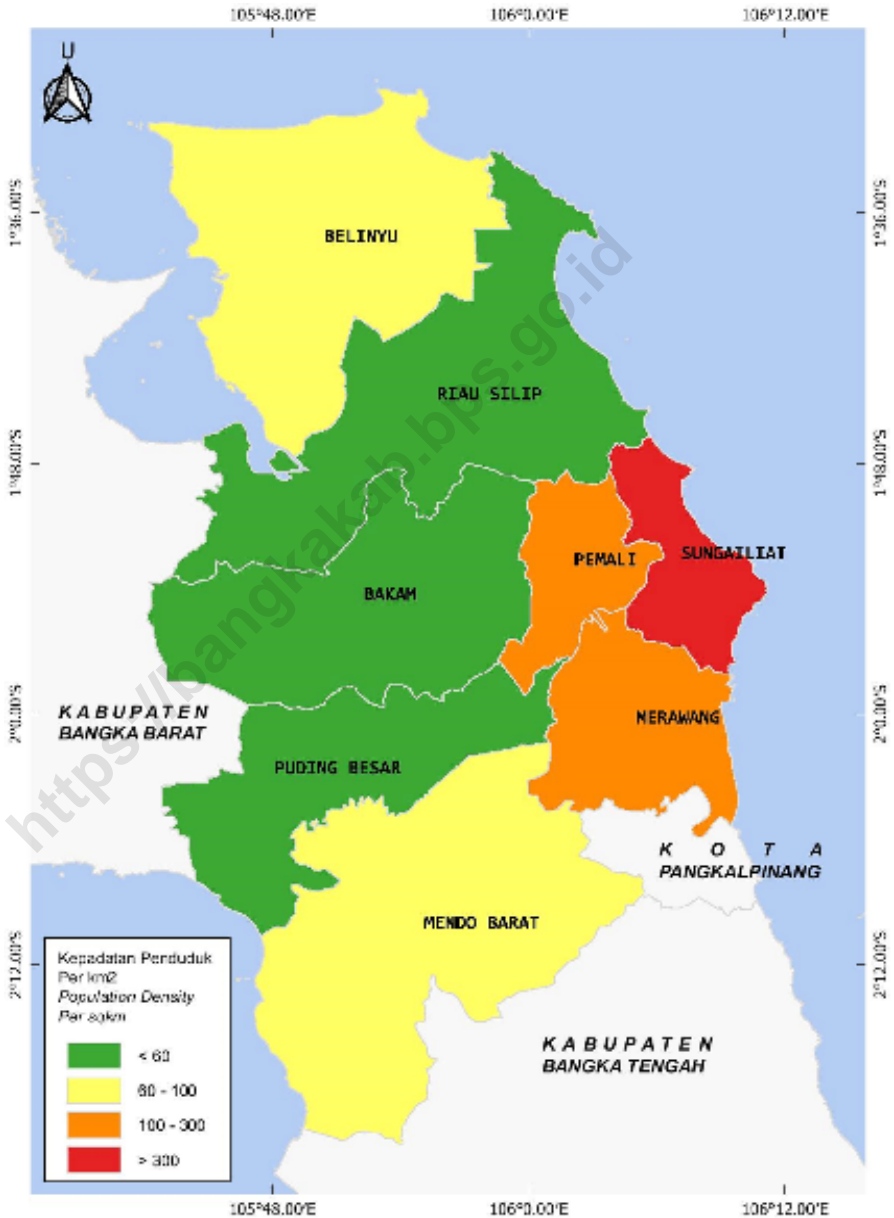 105°48.00'E 106°0.00'E 106°12.00'E
U
1°36.00'S 1°36.00'S
BELINYU
RIAU SILIP
1°48.00'S 1°48.00'S
SUNGAILIAT
PEMALI
BAKAM
KABUPATEN
BANGKA BARAT
2°0.00'S 2°0.00'S
MERAWANG
PUDING BESAR
K O T A
PANGKALPINANG
MENDO BARAT
2°12.00'S 2°12.00'S
Kepadatan Penduduk
Per km2
Population Density
Per sqkm
< 60
60 - 100
100 - 300
> 300
KABUPATEN
BANGKA TENGAH
105°48.00'E 106°0.00'E 106°12.00'E
https://bangkakab.bps.go.id